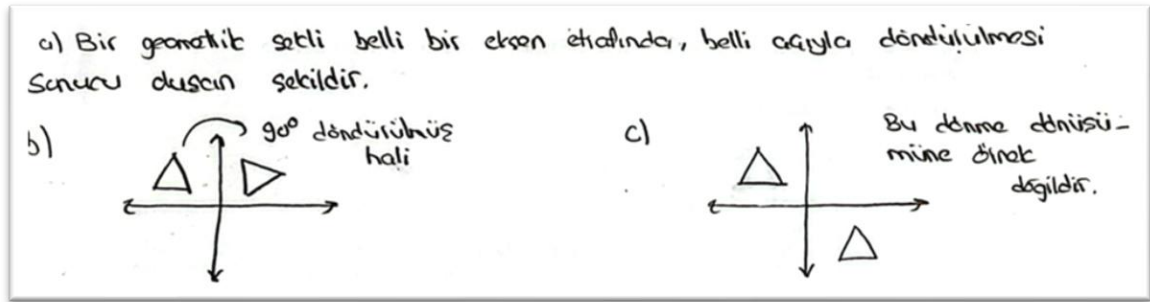 a) Bir geometrik şekli belli bir eksen etrafında, belli açıyla döndürülmesi
sonucu oluşan şekildir.
b)
90° döndürülmüş
hali
c)
Bu dönme dönüşü-
müne örnek
değildir.